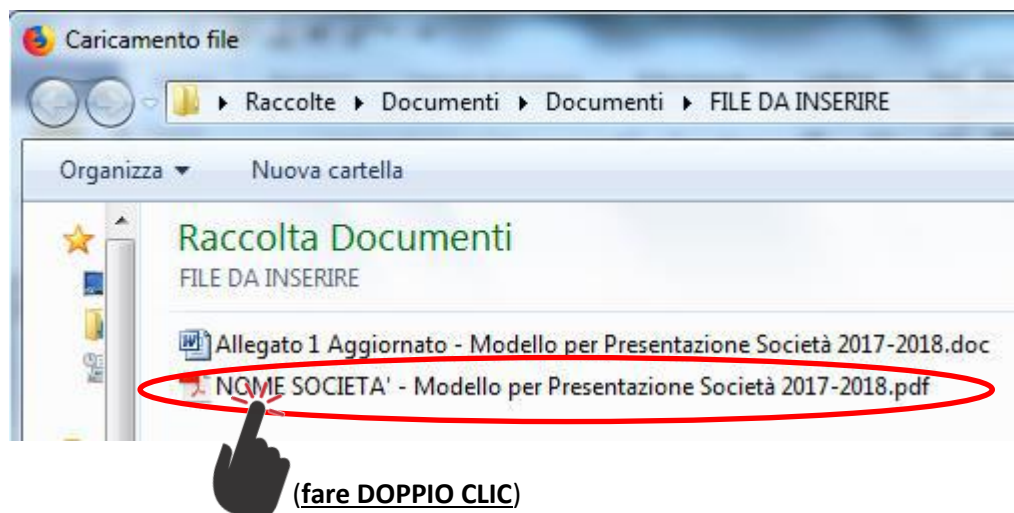 Caricamento file
Raccolte ▸ Documenti ▸ Documenti ▸ FILE DA INSERIRE
Organizza ▾ Nuova cartella
Raccolta Documenti
FILE DA INSERIRE
Allegato 1 Aggiornato - Modello per Presentazione Società 2017-2018.doc
NOME SOCIETA' - Modello per Presentazione Società 2017-2018.pdf
(fare DOPPIO CLIC)